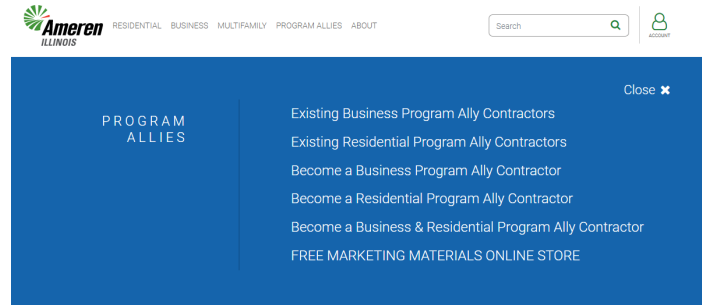 Ameren
ILLINOIS
RESIDENTIAL BUSINESS MULTIFAMILY PROGRAM ALLIES ABOUT
Search
ACCOUNT
Close ✖
PROGRAM
ALLIES
Existing Business Program Ally Contractors
Existing Residential Program Ally Contractors
Become a Business Program Ally Contractor
Become a Residential Program Ally Contractor
Become a Business & Residential Program Ally Contractor
FREE MARKETING MATERIALS ONLINE STORE